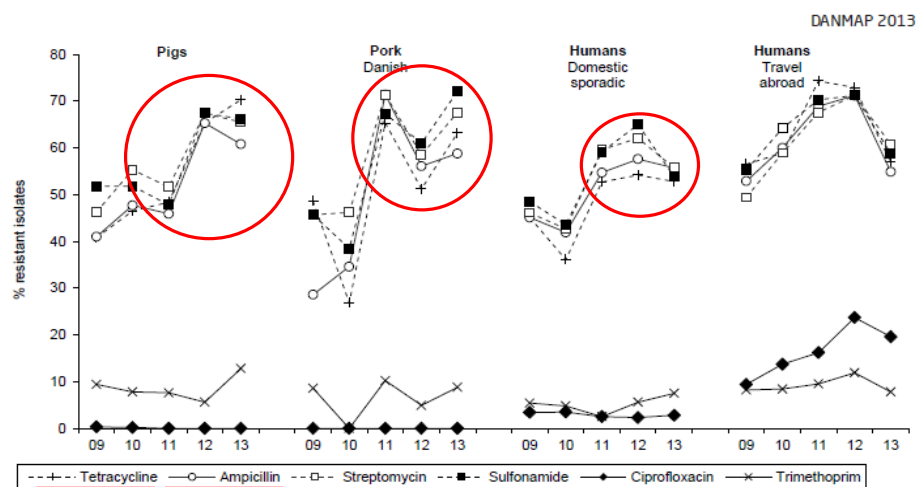 DANMAP 2013
Pigs
Pork
Danish
Humans
Domestic
sporadic
Humans
Travel
abroad
% resistant isolates
80
70
60
50
40
30
20
10
0
09 10 11 12 13 09 10 11 12 13 09 10 11 12 13 09 10 11 12 13
Tetracycline Ampicillin Streptomycin Sulfonamide Ciprofloxacin Trimethoprim